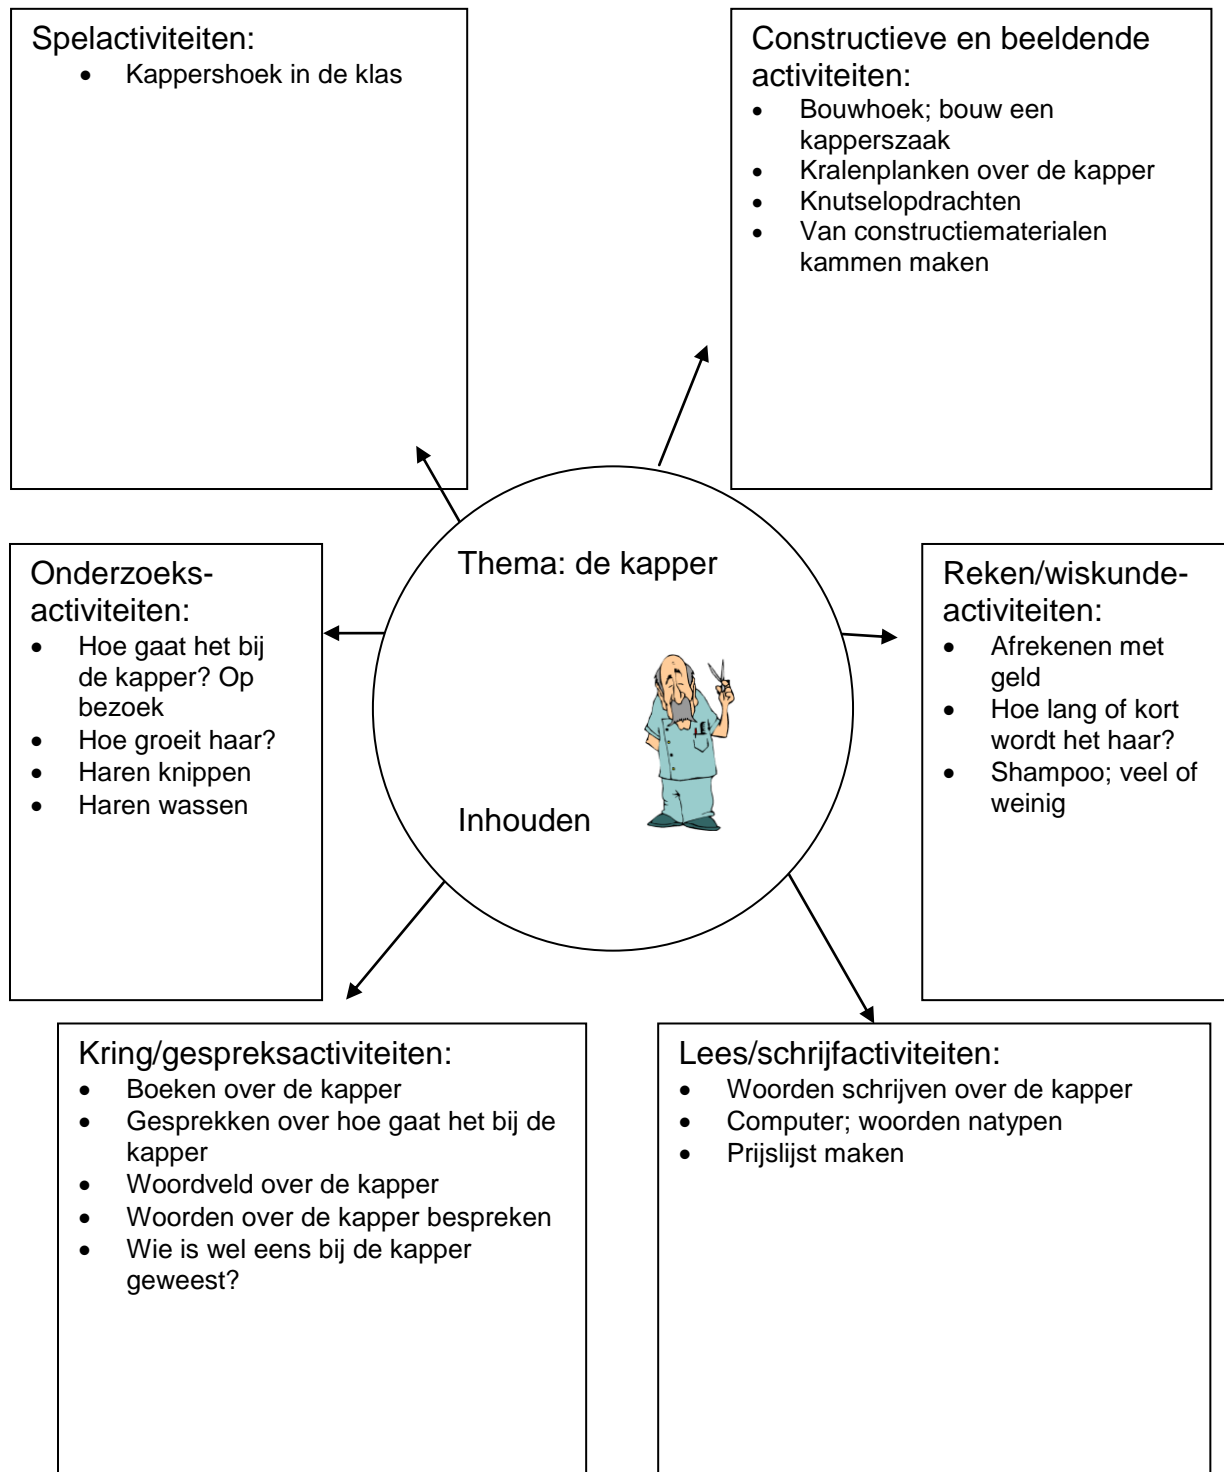 Spelactiviteiten:
• Kappershoek in de klas
Constructieve en beeldende
activiteiten:
• Bouwhoek; bouw een
kapperszaak
• Kralenplanken over de kapper
• Knutselopdrachten
• Van constructiematerialen
kammen maken
Thema: de kapper
Inhouden
Onderzoeks-
activiteiten:
• Hoe gaat het bij
de kapper? Op
bezoek
• Hoe groeit haar?
• Haren knippen
• Haren wassen
Reken/wiskunde-
activiteiten:
• Afrekenen met
geld
• Hoe lang of kort
wordt het haar?
• Shampoo; veel of
weinig
Kring/gespreksactiviteiten:
• Boeken over de kapper
• Gesprekken over hoe gaat het bij de
kapper
• Woordveld over de kapper
• Woorden over de kapper bespreken
• Wie is wel eens bij de kapper
geweest?
Lees/schrijfactiviteiten:
• Woorden schrijven over de kapper
• Computer; woorden natypen
• Prijslijst maken